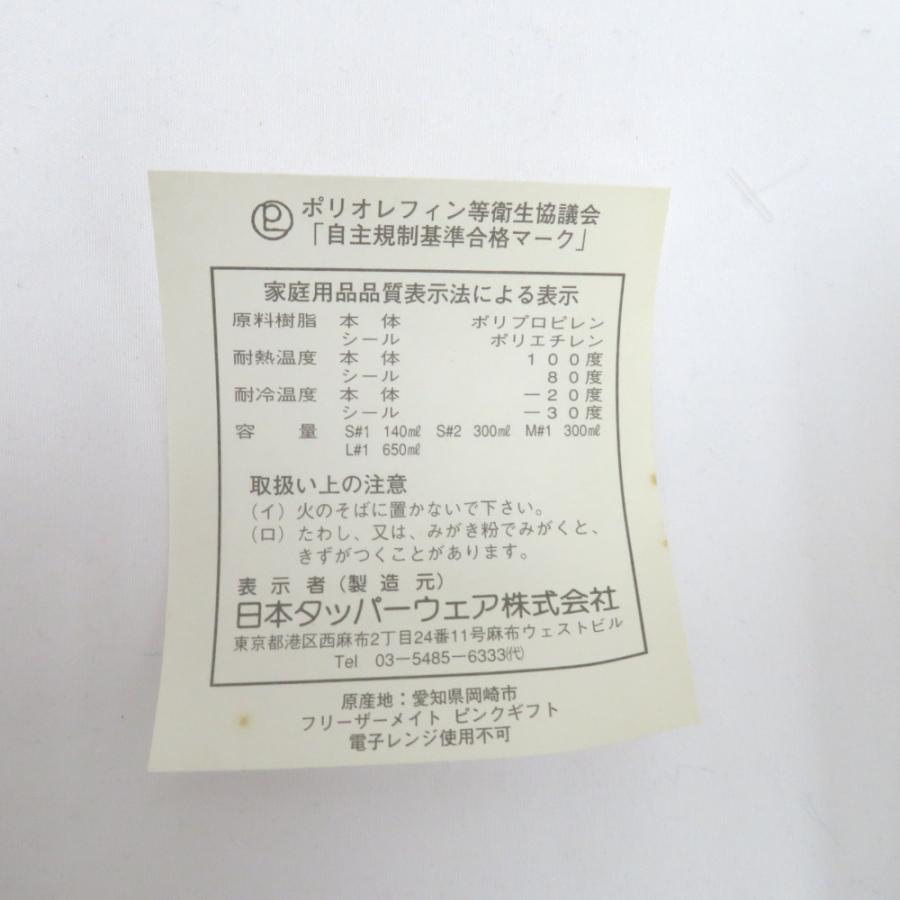 ポリオレフィン等衛生協議会
「自主規制基準合格マーク」
家庭用品品質表示法による表示
原料樹脂 本体 ポリプロピレン
シール ポリエチレン
耐熱温度 本体 100度
シール 80度
耐冷温度 本体 −20度
シール −30度
容量 S#1 140㎖ S#2 300㎖ M#1 300㎖
L#1 650㎖
取扱い上の注意
(イ) 火のそばに置かないで下さい。
(ロ) たわし、又は、みがき粉でみがくと、
きずがつくことがあります。
表示者(製造元)
日本タッパーウェア株式会社
東京都港区西麻布2丁目24番11号麻布ウェストビル
Tel 03−5485−6333㈹
原産地:愛知県岡崎市
フリーザーメイト ピンクギフト
電子レンジ使用不可